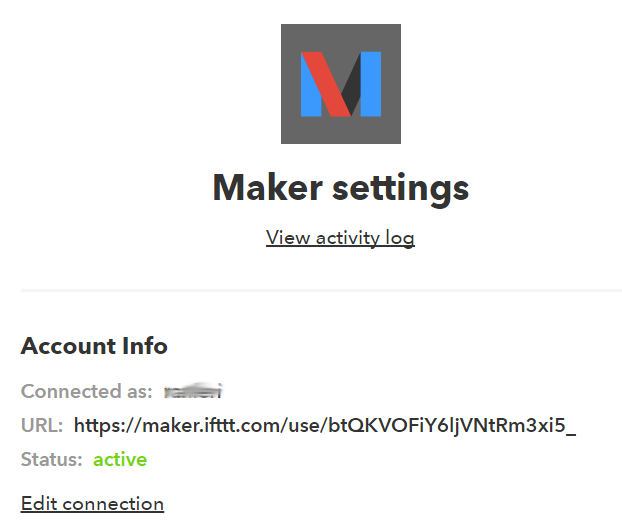 Maker settings
View activity log
Account Info
Connected as:
URL: https://maker.ifttt.com/use/btQKVOFiY6ljVNtRm3xi5_
Status: active
Edit connection